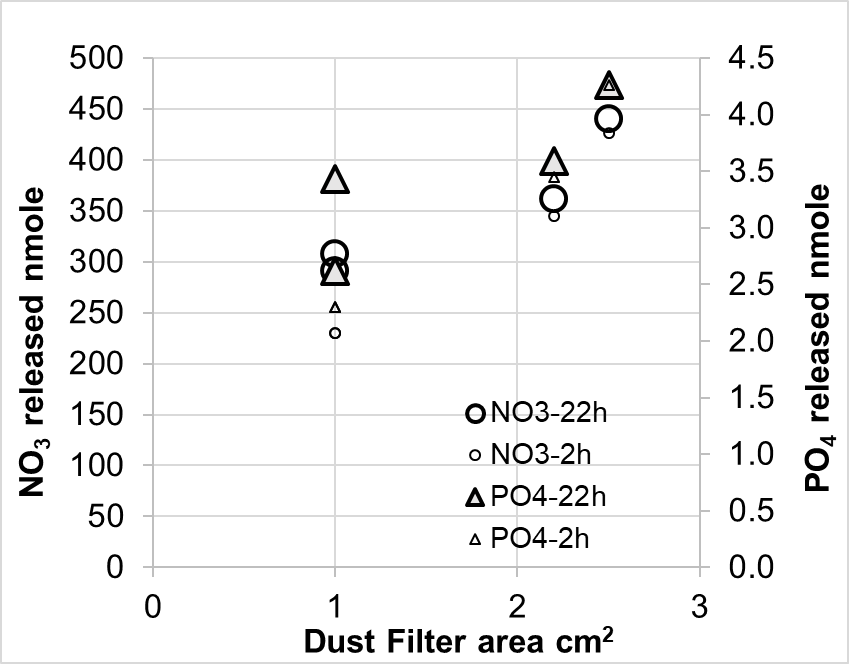 500
450
400
350
300
250
200
150
100
50
0
NO₃ released nmole
4.5
4.0
3.5
3.0
2.5
2.0
1.5
1.0
0.5
0.0
PO₄ released nmole
NO3-22h
NO3-2h
PO4-22h
PO4-2h
0 1 2 3
Dust Filter area cm²